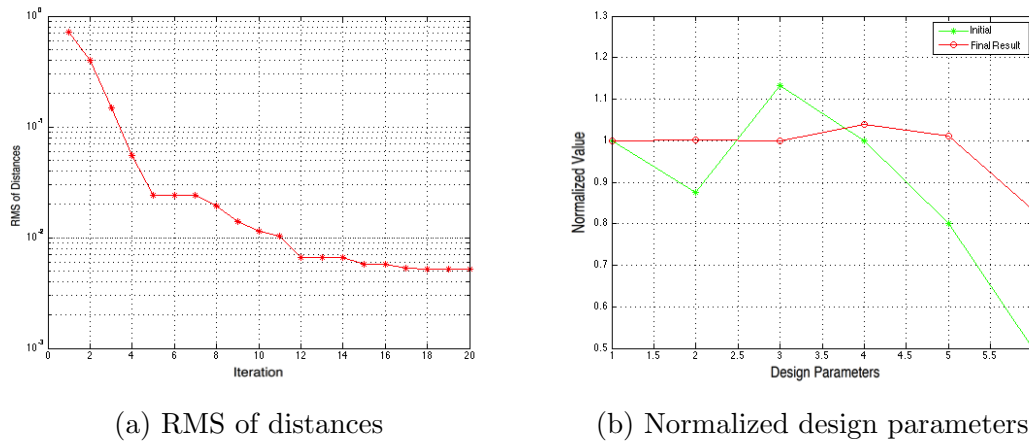 10^0
10^-1
10^-2
10^-3
RMS of Distances
0 2 4 6 8 10 12 14 16 18 20
Iteration
(a) RMS of distances
1.3
1.2
1.1
1
0.9
0.8
0.7
0.6
0.5
Normalized Value
Initial
Final Result
1 1.5 2 2.5 3 3.5 4 4.5 5 5.5
Design Parameters
(b) Normalized design parameters